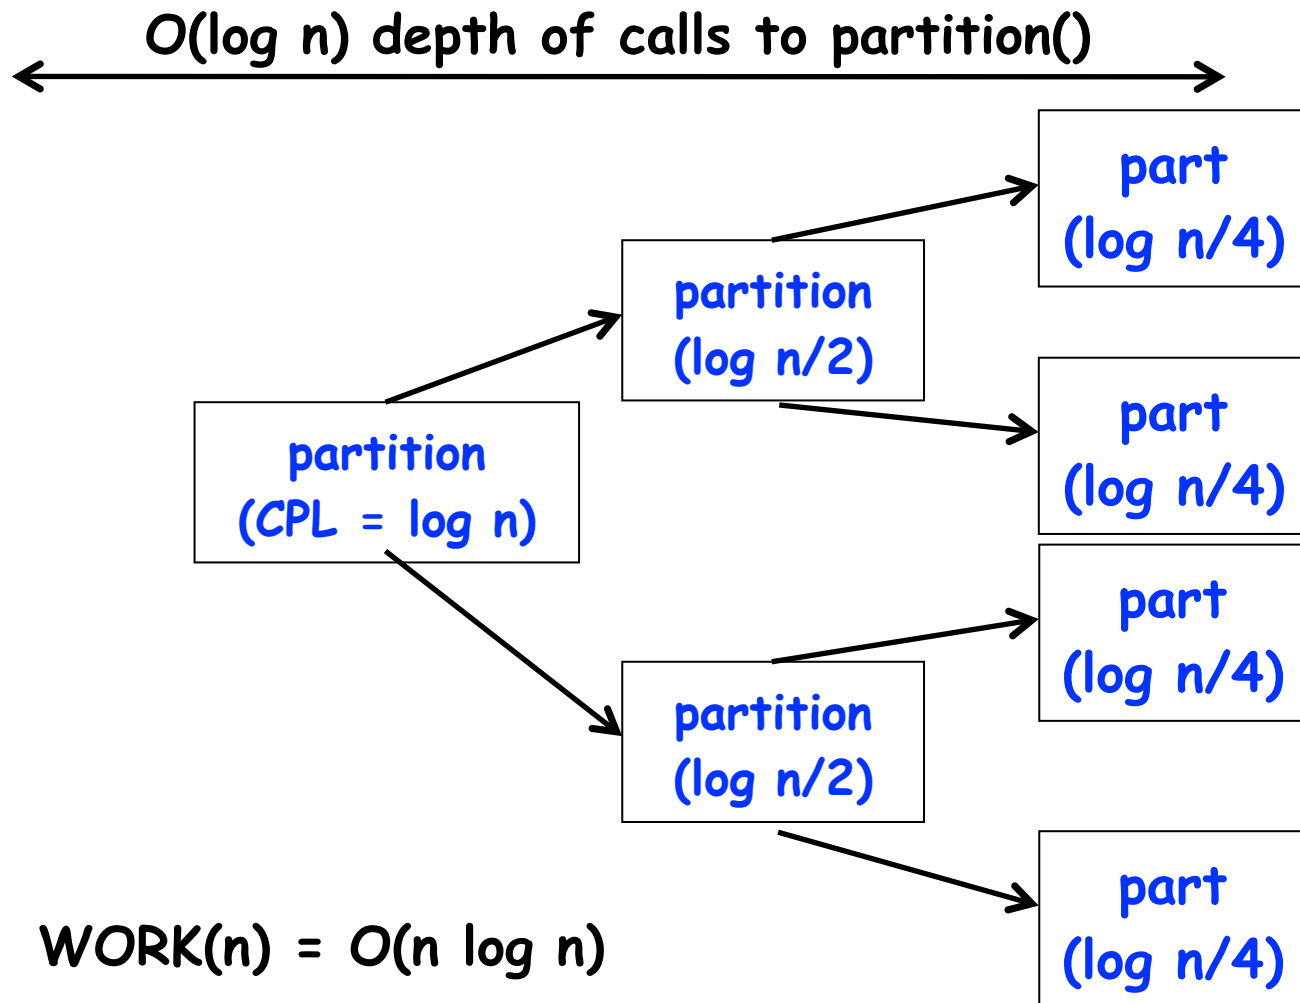 O(log n) depth of calls to partition()
partition
(CPL = log n)
partition
(log n/2)
partition
(log n/2)
part
(log n/4)
part
(log n/4)
part
(log n/4)
part
(log n/4)
WORK(n) = O(n log n)